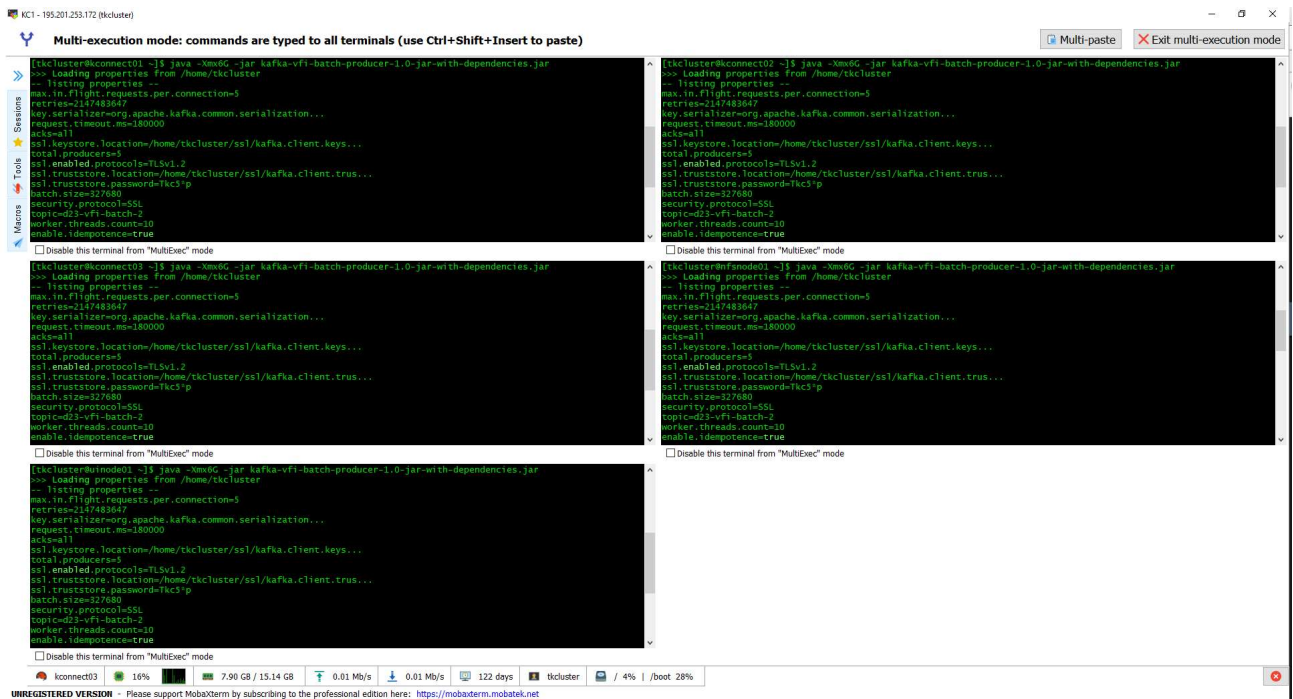 KC1 - 195.201.253.172 (tkcluster)
Multi-execution mode: commands are typed to all terminals (use Ctrl+Shift+Insert to paste)
Multi-paste
Exit multi-execution mode
Sessions
Tools
Macros
[tkcluster@kconnect01 ~]$ java -Xmx6G -jar kafka-vfi-batch-producer-1.0-jar-with-dependencies.jar
>>> Loading properties from /home/tkcluster
-- listing properties --
max.in.flight.requests.per.connection=5
retries=2147483647
key.serializer=org.apache.kafka.common.serialization...
request.timeout.ms=180000
acks=all
ssl.keystore.location=/home/tkcluster/ssl/kafka.client.keys...
total.producers=5
ssl.enabled.protocols=TLSv1.2
ssl.truststore.location=/home/tkcluster/ssl/kafka.client.trus...
ssl.truststore.password=Tkc5*p
batch.size=327680
security.protocol=SSL
topic=d23-vfi-batch-2
worker.threads.count=10
enable.idempotence=true
Disable this terminal from "MultiExec" mode
[tkcluster@kconnect02 ~]$ java -Xmx6G -jar kafka-vfi-batch-producer-1.0-jar-with-dependencies.jar
>>> Loading properties from /home/tkcluster
-- listing properties --
max.in.flight.requests.per.connection=5
retries=2147483647
key.serializer=org.apache.kafka.common.serialization...
request.timeout.ms=180000
acks=all
ssl.keystore.location=/home/tkcluster/ssl/kafka.client.keys...
total.producers=5
ssl.enabled.protocols=TLSv1.2
ssl.truststore.location=/home/tkcluster/ssl/kafka.client.trus...
ssl.truststore.password=Tkc5*p
batch.size=327680
security.protocol=SSL
topic=d23-vfi-batch-2
worker.threads.count=10
enable.idempotence=true
Disable this terminal from "MultiExec" mode
[tkcluster@kconnect03 ~]$ java -Xmx6G -jar kafka-vfi-batch-producer-1.0-jar-with-dependencies.jar
>>> Loading properties from /home/tkcluster
-- listing properties --
max.in.flight.requests.per.connection=5
retries=2147483647
key.serializer=org.apache.kafka.common.serialization...
request.timeout.ms=180000
acks=all
ssl.keystore.location=/home/tkcluster/ssl/kafka.client.keys...
total.producers=5
ssl.enabled.protocols=TLSv1.2
ssl.truststore.location=/home/tkcluster/ssl/kafka.client.trus...
ssl.truststore.password=Tkc5*p
batch.size=327680
security.protocol=SSL
topic=d23-vfi-batch-2
worker.threads.count=10
enable.idempotence=true
Disable this terminal from "MultiExec" mode
[tkcluster@nfsnode01 ~]$ java -Xmx6G -jar kafka-vfi-batch-producer-1.0-jar-with-dependencies.jar
>>> Loading properties from /home/tkcluster
-- listing properties --
max.in.flight.requests.per.connection=5
retries=2147483647
key.serializer=org.apache.kafka.common.serialization...
request.timeout.ms=180000
acks=all
ssl.keystore.location=/home/tkcluster/ssl/kafka.client.keys...
total.producers=5
ssl.enabled.protocols=TLSv1.2
ssl.truststore.location=/home/tkcluster/ssl/kafka.client.trus...
ssl.truststore.password=Tkc5*p
batch.size=327680
security.protocol=SSL
topic=d23-vfi-batch-2
worker.threads.count=10
enable.idempotence=true
Disable this terminal from "MultiExec" mode
[tkcluster@uinode01 ~]$ java -Xmx6G -jar kafka-vfi-batch-producer-1.0-jar-with-dependencies.jar
>>> Loading properties from /home/tkcluster
-- listing properties --
max.in.flight.requests.per.connection=5
retries=2147483647
key.serializer=org.apache.kafka.common.serialization...
request.timeout.ms=180000
acks=all
ssl.keystore.location=/home/tkcluster/ssl/kafka.client.keys...
total.producers=5
ssl.enabled.protocols=TLSv1.2
ssl.truststore.location=/home/tkcluster/ssl/kafka.client.trus...
ssl.truststore.password=Tkc5*p
batch.size=327680
security.protocol=SSL
topic=d23-vfi-batch-2
worker.threads.count=10
enable.idempotence=true
Disable this terminal from "MultiExec" mode
kconnect03 16% 7.90 GB / 15.14 GB 0.01 Mb/s 0.01 Mb/s 122 days tkcluster / 4% | /boot 28%
UNREGISTERED VERSION - Please support MobaXterm by subscribing to the professional edition here: https://mobaxterm.mobatek.net